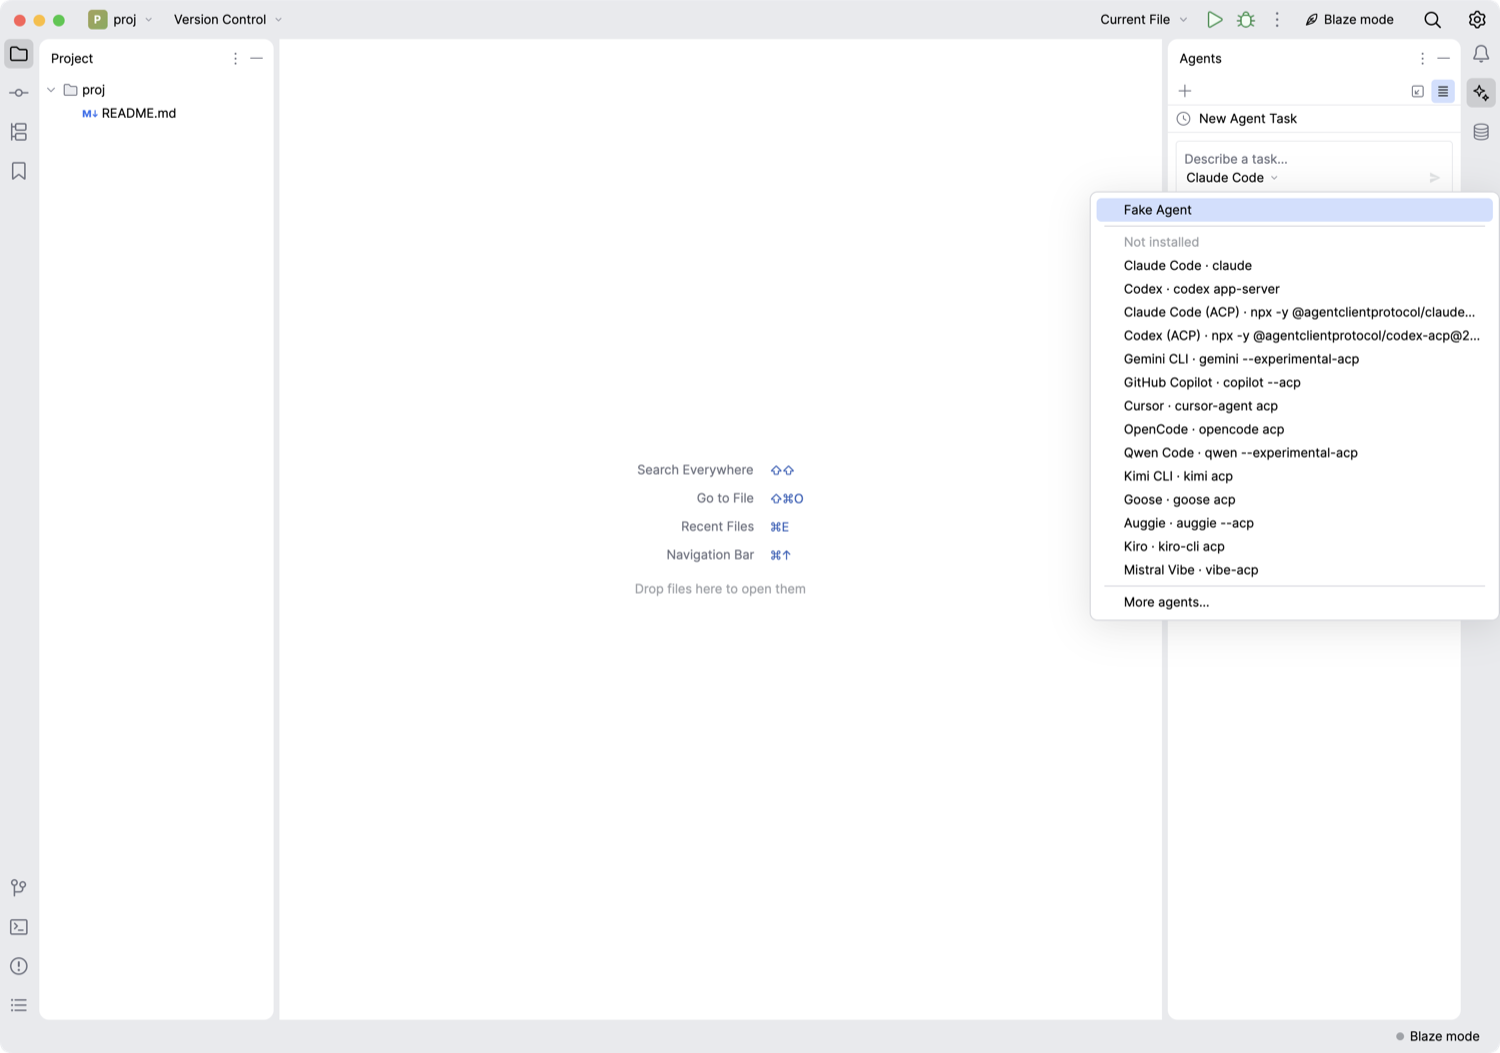 P proj
Version Control
Current File
Blaze mode
Project
proj
M↓ README.md
Search Everywhere ⇧⇧
Go to File ⇧⌘O
Recent Files ⌘E
Navigation Bar ⌘↑
Drop files here to open them
Agents
New Agent Task
Describe a task...
Claude Code
Fake Agent
Not installed
Claude Code · claude
Codex · codex app-server
Claude Code (ACP) · npx -y @agentclientprotocol/claude...
Codex (ACP) · npx -y @agentclientprotocol/codex-acp@2...
Gemini CLI · gemini --experimental-acp
GitHub Copilot · copilot --acp
Cursor · cursor-agent acp
OpenCode · opencode acp
Qwen Code · qwen --experimental-acp
Kimi CLI · kimi acp
Goose · goose acp
Auggie · auggie --acp
Kiro · kiro-cli acp
Mistral Vibe · vibe-acp
More agents...
Blaze mode